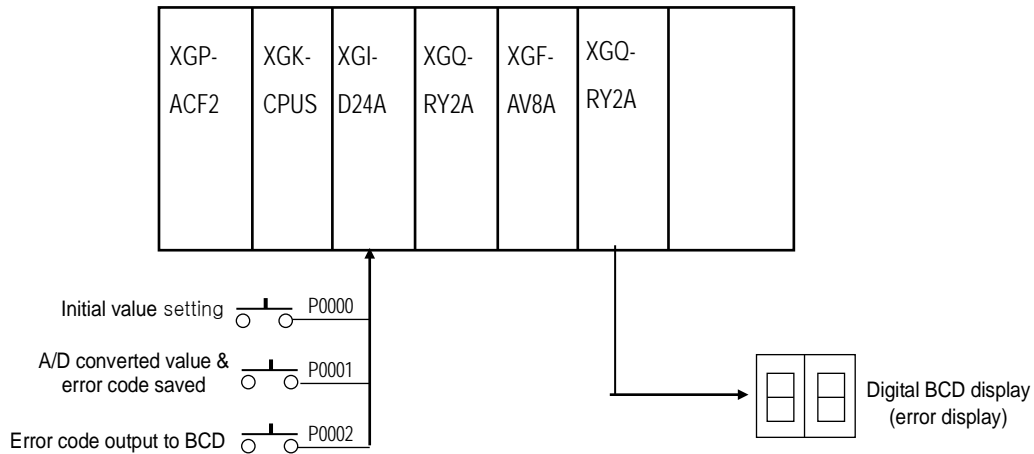 XGP-
ACF2
XGK-
CPUS
XGI-
D24A
XGQ-
RY2A
XGF-
AV8A
XGQ-
RY2A
Initial value setting
P0000
A/D converted value &
error code saved
P0001
Error code output to BCD
P0002
Digital BCD display
(error display)